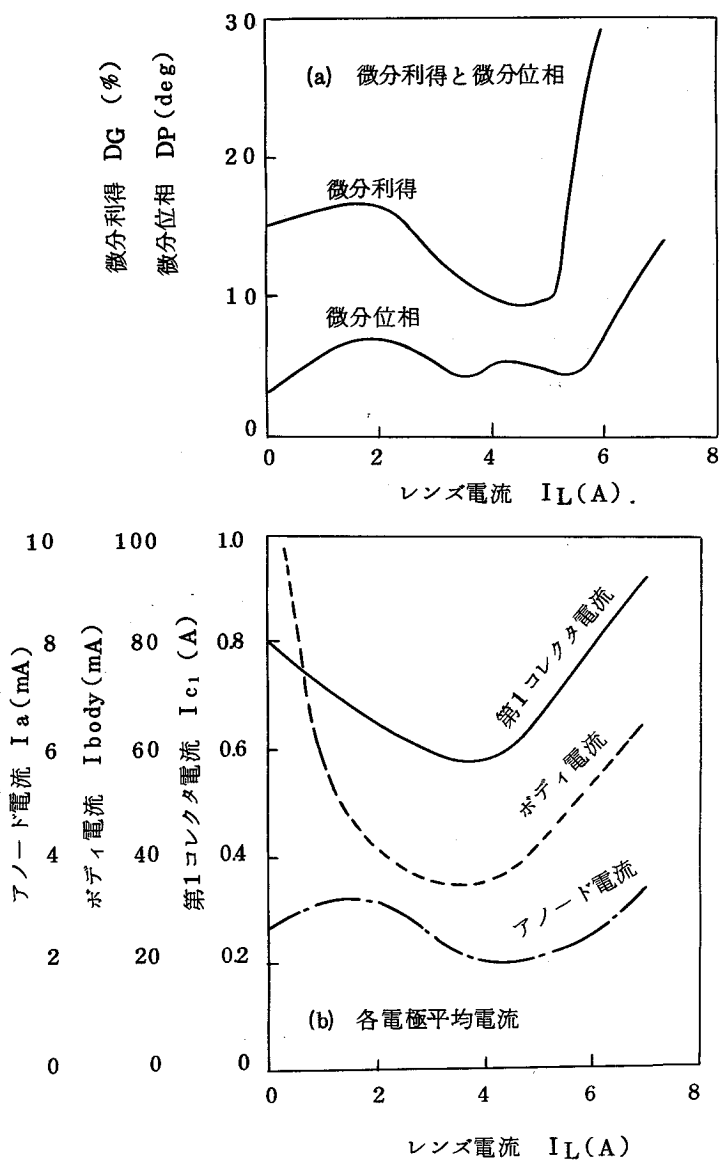 微分利得 DG (%)
微分位相 DP(deg)
30
20
10
0
(a) 微分利得と微分位相
微分利得
微分位相
0 2 4 6 8
レンズ電流 IL(A).
アノード電流 Ia(mA)
10
8
6
4
2
0
ボディ電流 Ibody(mA)
100
80
60
40
20
0
第1コレクタ電流 Ic1(A)
1.0
0.8
0.6
0.4
0.2
0
第1コレクタ電流
ボディ電流
アノード電流
(b) 各電極平均電流
0 2 4 6 8
レンズ電流 IL(A)